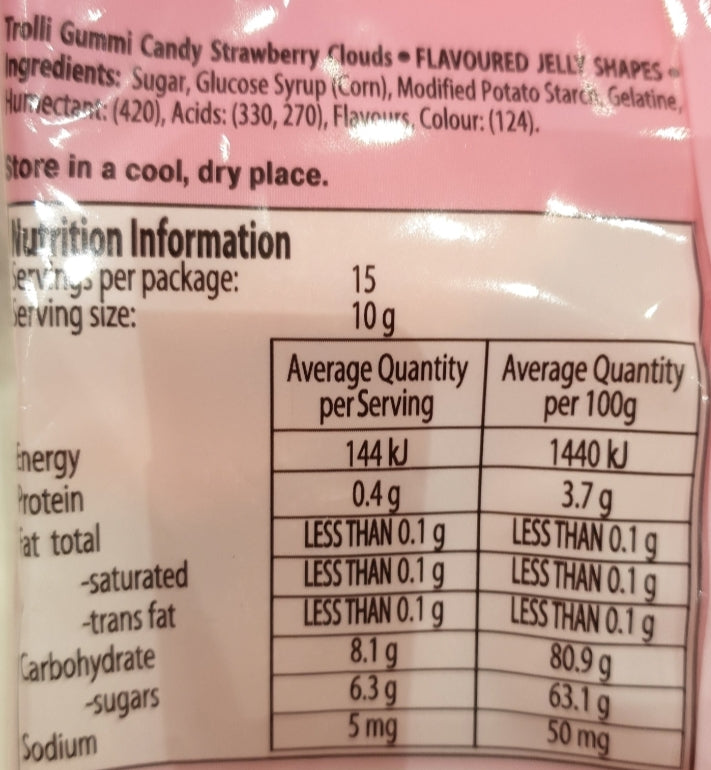 Trolli Gummi Candy Strawberry Clouds • FLAVOURED JELLY SHAPES •
Ingredients: Sugar, Glucose Syrup (Corn), Modified Potato Starch, Gelatine,
Humectant: (420), Acids: (330, 270), Flavours, Colour: (124).
Store in a cool, dry place.
Nutrition Information
Servings per package: 15
Serving size: 10 g
Average Quantity per Serving Average Quantity per 100g
Energy 144 kJ 1440 kJ
Protein 0.4 g 3.7 g
Fat total LESS THAN 0.1 g LESS THAN 0.1 g
-saturated LESS THAN 0.1 g LESS THAN 0.1 g
-trans fat LESS THAN 0.1 g LESS THAN 0.1 g
Carbohydrate 8.1 g 80.9 g
-sugars 6.3 g 63.1 g
Sodium 5 mg 50 mg